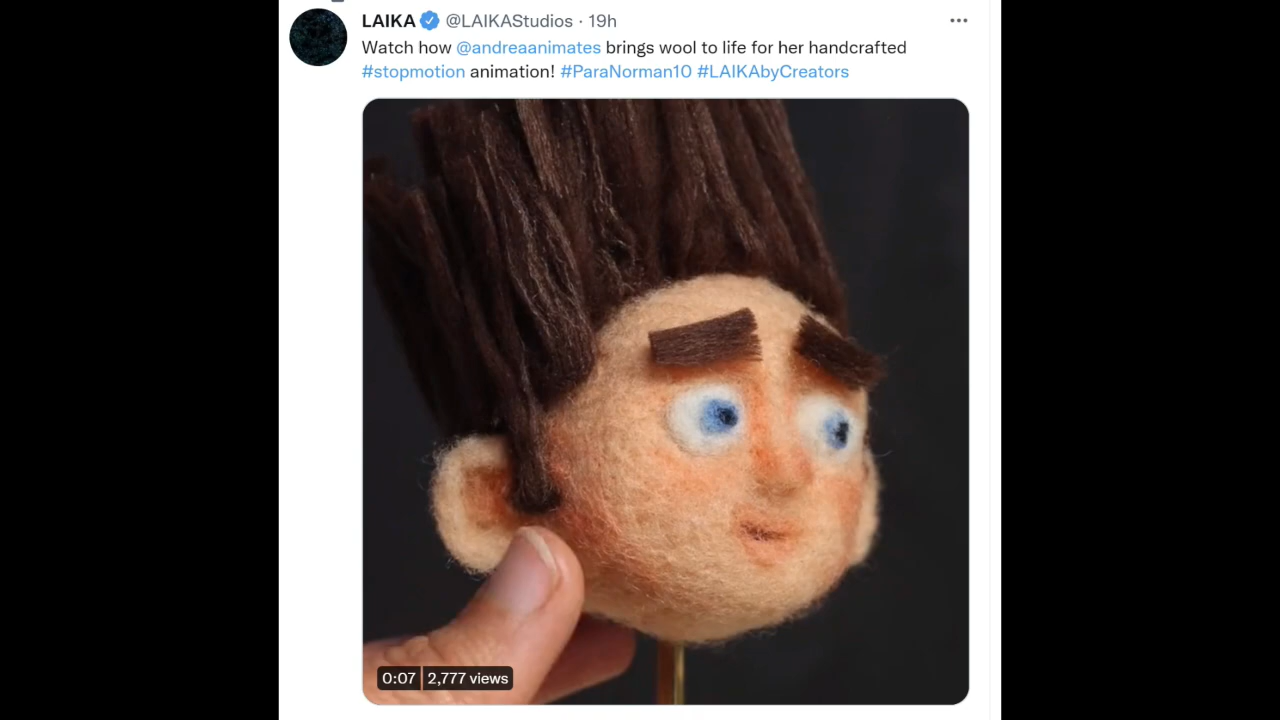 LAIKA @LAIKAStudios · 19h
Watch how @andreaanimates brings wool to life for her handcrafted
#stopmotion animation! #ParaNorman10 #LAIKAbyCreators
0:07 2,777 views